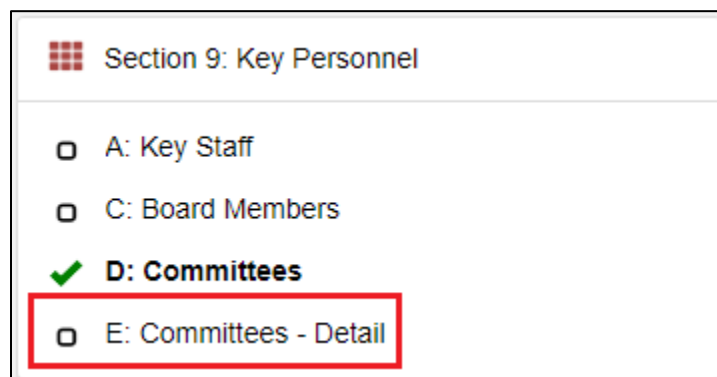 Section 9: Key Personnel
A: Key Staff
C: Board Members
D: Committees
E: Committees - Detail